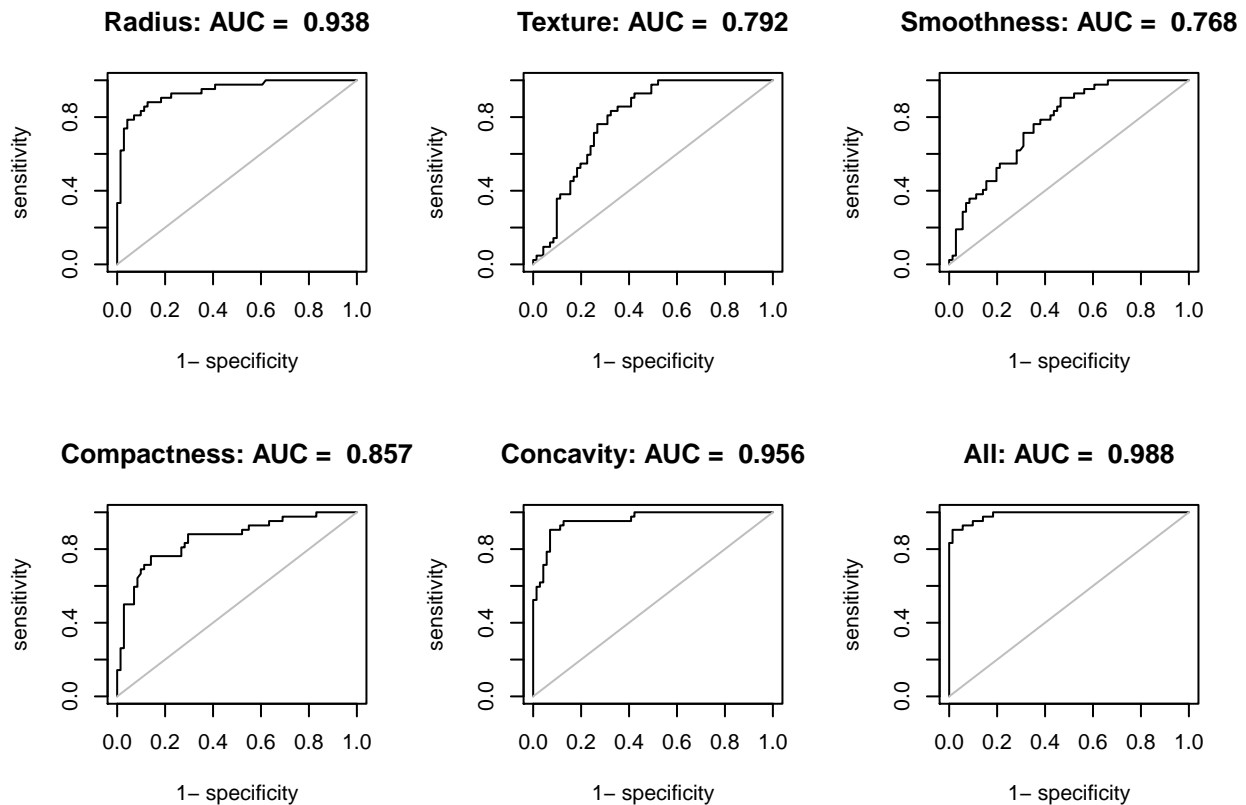 Radius: AUC =  0.938
sensitivity
0.0 0.4 0.8
0.0 0.2 0.4 0.6 0.8 1.0
1− specificity
Texture: AUC =  0.792
sensitivity
0.0 0.4 0.8
0.0 0.2 0.4 0.6 0.8 1.0
1− specificity
Smoothness: AUC =  0.768
sensitivity
0.0 0.4 0.8
0.0 0.2 0.4 0.6 0.8 1.0
1− specificity
Compactness: AUC =  0.857
sensitivity
0.0 0.4 0.8
0.0 0.2 0.4 0.6 0.8 1.0
1− specificity
Concavity: AUC =  0.956
sensitivity
0.0 0.4 0.8
0.0 0.2 0.4 0.6 0.8 1.0
1− specificity
All: AUC =  0.988
sensitivity
0.0 0.4 0.8
0.0 0.2 0.4 0.6 0.8 1.0
1− specificity